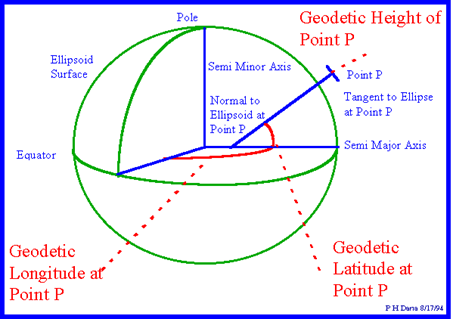 Pole
Geodetic Height of
Point P
Ellipsoid
Surface
Semi Minor Axis
Point P
Normal to
Ellipsoid at
Point P
Tangent to Ellipse
at Point P
Equator
Semi Major Axis
Geodetic
Longitude at
Point P
Geodetic
Latitude at
Point P
P H Dana 8/17/94